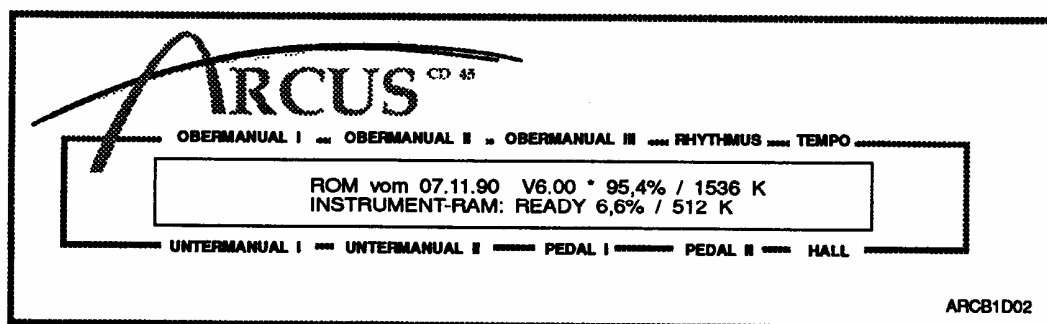 ARCUS CD 45
OBERMANUAL I OBERMANUAL II OBERMANUAL III RHYTHMUS TEMPO
ROM vom 07.11.90 V6.00 * 95,4% / 1536 K
INSTRUMENT-RAM: READY 6,6% / 512 K
UNTERMANUAL I UNTERMANUAL II PEDAL I PEDAL II HALL
ARCB1D02